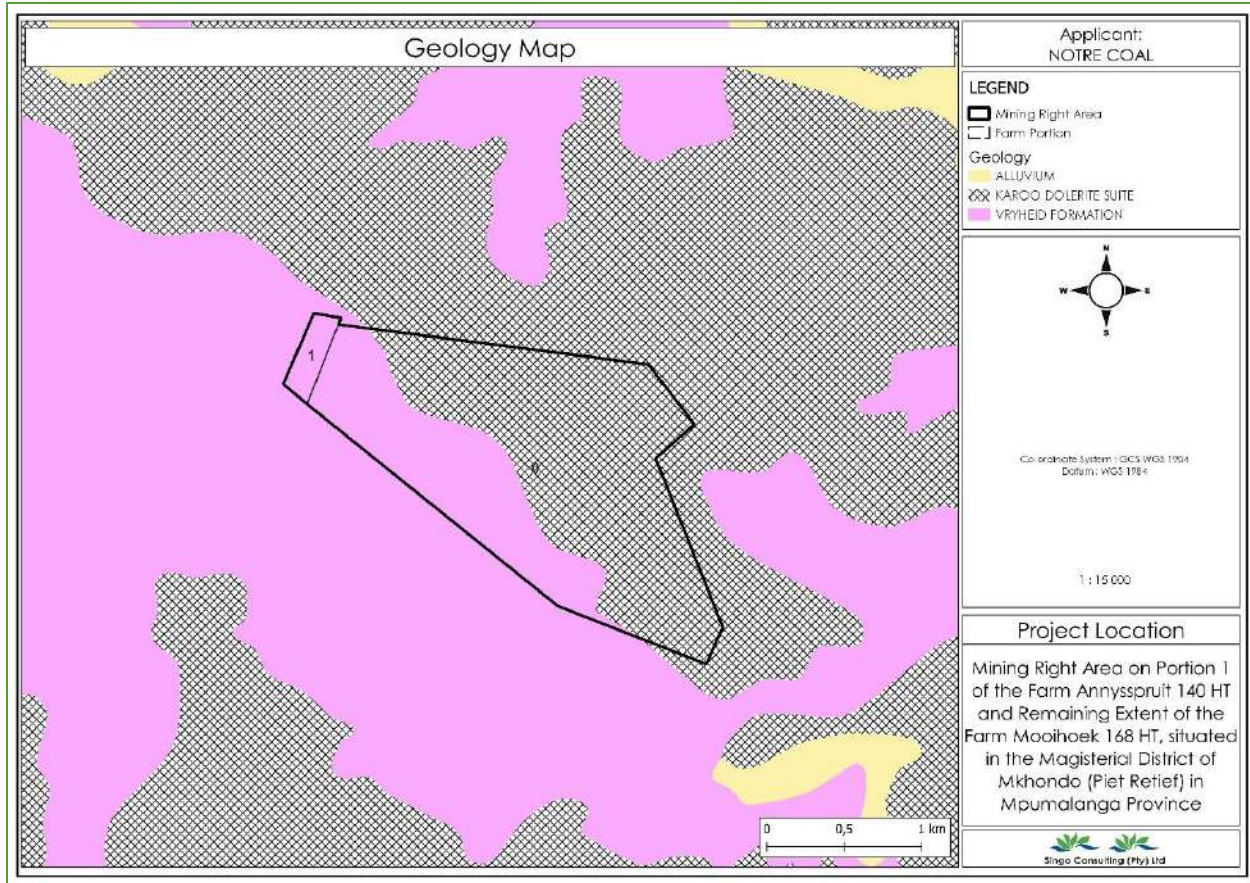 Geology Map
Applicant:
NOTRE COAL
LEGEND
Mining Right Area
Farm Portion
Geology
ALLUVIUM
KAROO DOLERITE SUITE
VRYHEID FORMATION
N
W E
S
Co-ordinate System : GCS WGS 1984
Datum : WGS 1984
1 : 15 000
Project Location
Mining Right Area on Portion 1
of the Farm Annysspruit 140 HT
and Remaining Extent of the
Farm Mooihoek 168 HT, situated
in the Magisterial District of
Mkhondo (Piet Retief) in
Mpumalanga Province
Singo Consulting (Pty) Ltd
1
0
0 0,5 1 km